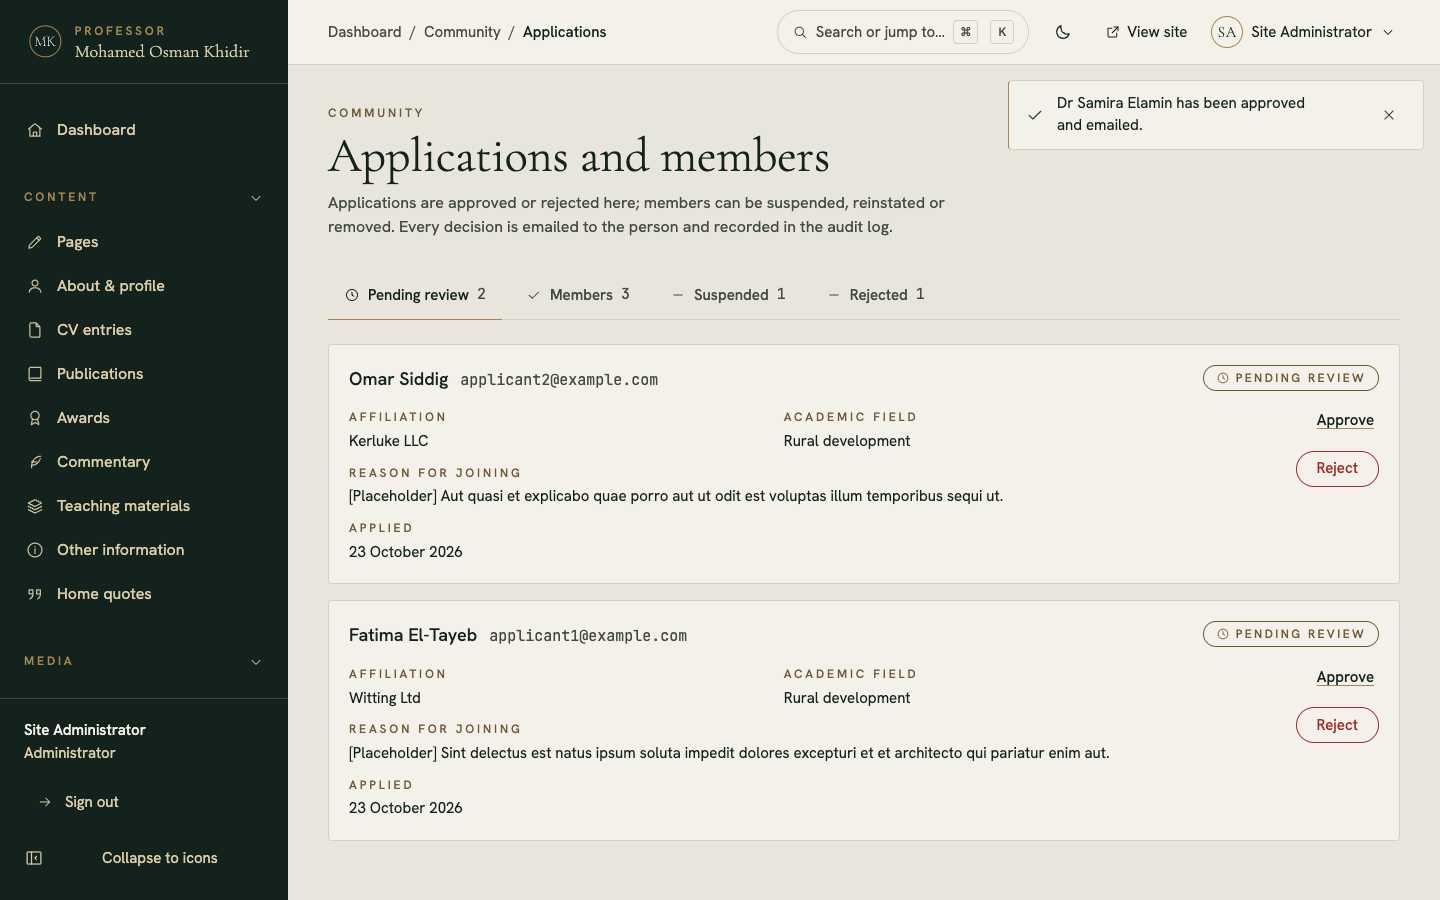 MK
PROFESSOR
Mohamed Osman Khidir
Dashboard
CONTENT
Pages
About & profile
CV entries
Publications
Awards
Commentary
Teaching materials
Other information
Home quotes
MEDIA
Site Administrator
Administrator
Sign out
Collapse to icons
Dashboard / Community / Applications
Search or jump to... ⌘ K
View site
SA Site Administrator
Dr Samira Elamin has been approved
and emailed.
COMMUNITY
Applications and members
Applications are approved or rejected here; members can be suspended, reinstated or
removed. Every decision is emailed to the person and recorded in the audit log.
Pending review 2 Members 3 Suspended 1 Rejected 1
Omar Siddig applicant2@example.com
PENDING REVIEW
AFFILIATION ACADEMIC FIELD
Approve
Kerluke LLC Rural development
Reject
REASON FOR JOINING
[Placeholder] Aut quasi et explicabo quae porro aut ut odit est voluptas illum temporibus sequi ut.
APPLIED
23 October 2026
Fatima El-Tayeb applicant1@example.com
PENDING REVIEW
AFFILIATION ACADEMIC FIELD
Approve
Witting Ltd Rural development
Reject
REASON FOR JOINING
[Placeholder] Sint delectus est natus ipsum soluta impedit dolores excepturi et et architecto qui pariatur enim aut.
APPLIED
23 October 2026